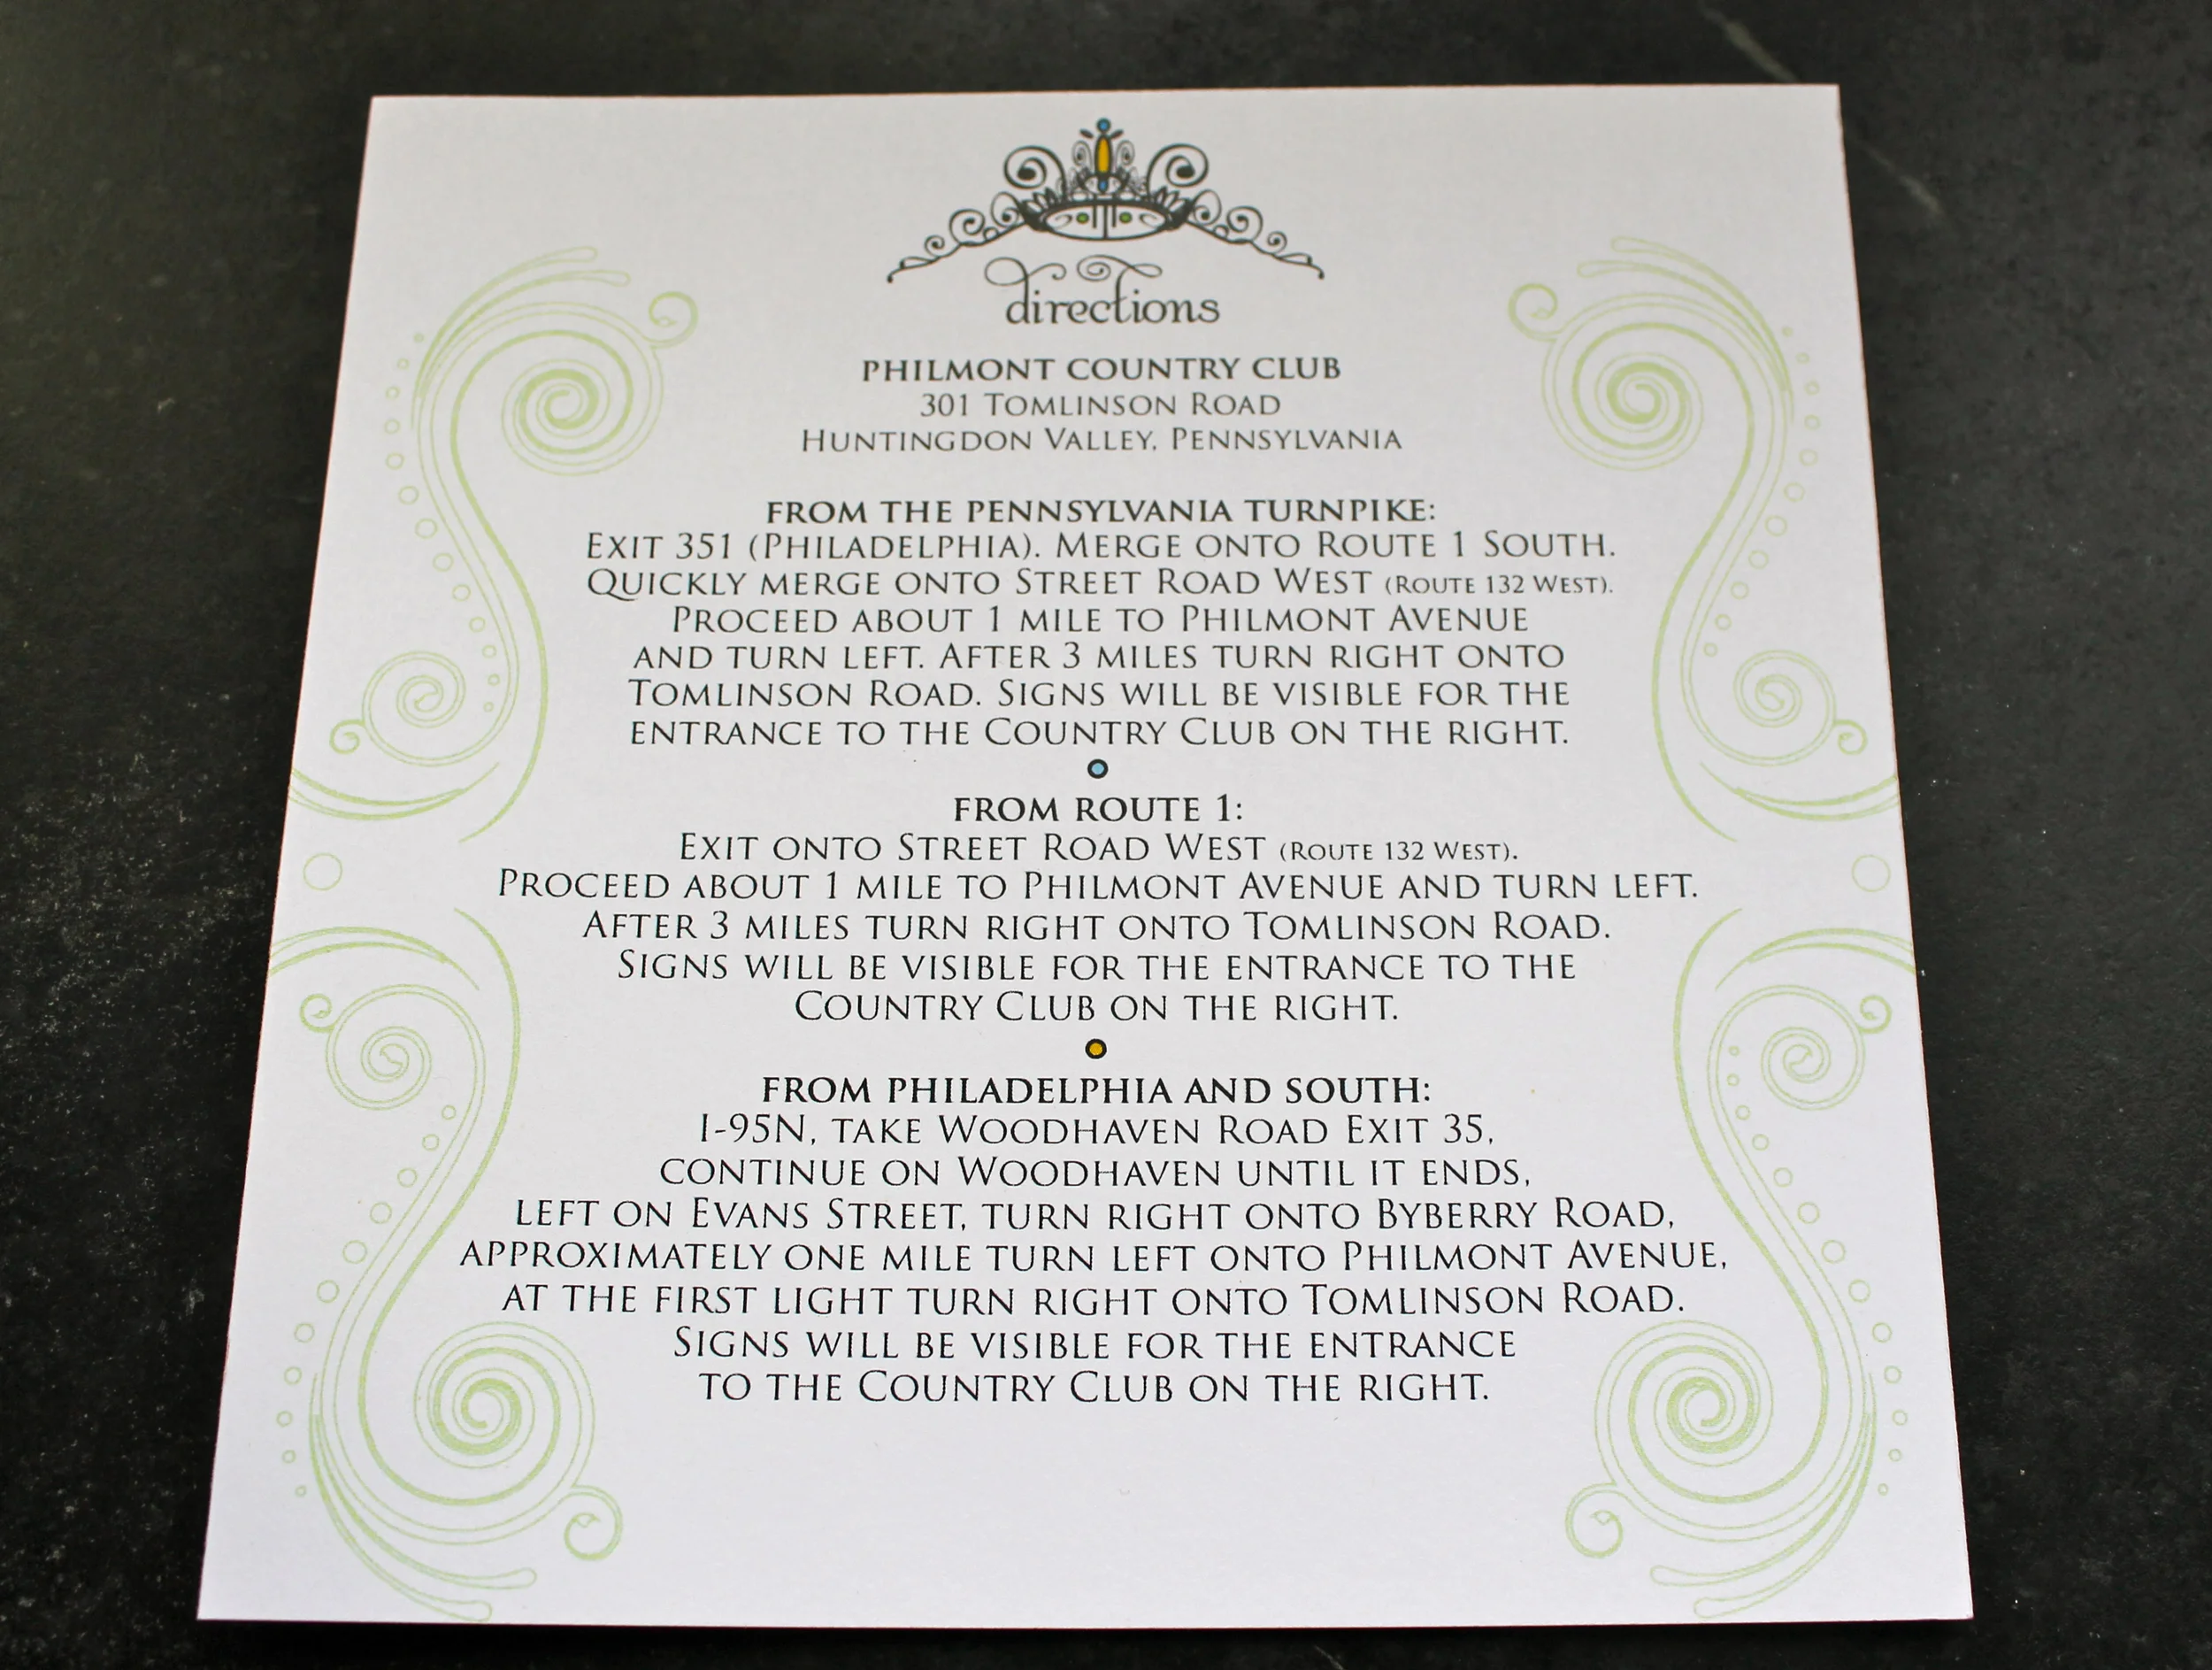 directions
PHILMONT COUNTRY CLUB
301 TOMLINSON ROAD
HUNTINGDON VALLEY, PENNSYLVANIA
FROM THE PENNSYLVANIA TURNPIKE:
EXIT 351 (PHILADELPHIA). MERGE ONTO ROUTE 1 SOUTH.
QUICKLY MERGE ONTO STREET ROAD WEST (ROUTE 132 WEST).
PROCEED ABOUT 1 MILE TO PHILMONT AVENUE
AND TURN LEFT. AFTER 3 MILES TURN RIGHT ONTO
TOMLINSON ROAD. SIGNS WILL BE VISIBLE FOR THE
ENTRANCE TO THE COUNTRY CLUB ON THE RIGHT.
FROM ROUTE 1:
EXIT ONTO STREET ROAD WEST (ROUTE 132 WEST).
PROCEED ABOUT 1 MILE TO PHILMONT AVENUE AND TURN LEFT.
AFTER 3 MILES TURN RIGHT ONTO TOMLINSON ROAD.
SIGNS WILL BE VISIBLE FOR THE ENTRANCE TO THE
COUNTRY CLUB ON THE RIGHT.
FROM PHILADELPHIA AND SOUTH:
I-95N, TAKE WOODHAVEN ROAD EXIT 35,
CONTINUE ON WOODHAVEN UNTIL IT ENDS,
LEFT ON EVANS STREET, TURN RIGHT ONTO BYBERRY ROAD,
APPROXIMATELY ONE MILE TURN LEFT ONTO PHILMONT AVENUE,
AT THE FIRST LIGHT TURN RIGHT ONTO TOMLINSON ROAD.
SIGNS WILL BE VISIBLE FOR THE ENTRANCE
TO THE COUNTRY CLUB ON THE RIGHT.